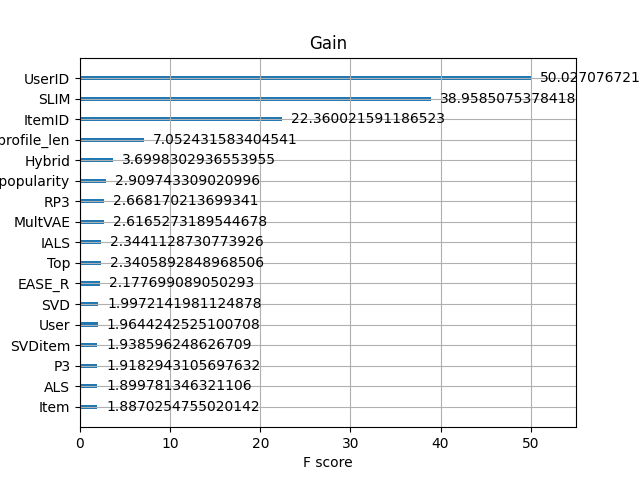 Gain
UserID 50.027076721
SLIM 38.9585075378418
ItemID 22.360021591186523
profile_len 7.052431583404541
Hybrid 3.6998302936553955
popularity 2.909743309020996
RP3 2.668170213699341
MultVAE 2.6165273189544678
IALS 2.3441128730773926
Top 2.3405892848968506
EASE_R 2.177699089050293
SVD 1.9972141981124878
User 1.9644242525100708
SVDitem 1.938596248626709
P3 1.9182943105697632
ALS 1.899781346321106
Item 1.8870254755020142
0 10 20 30 40 50
F score